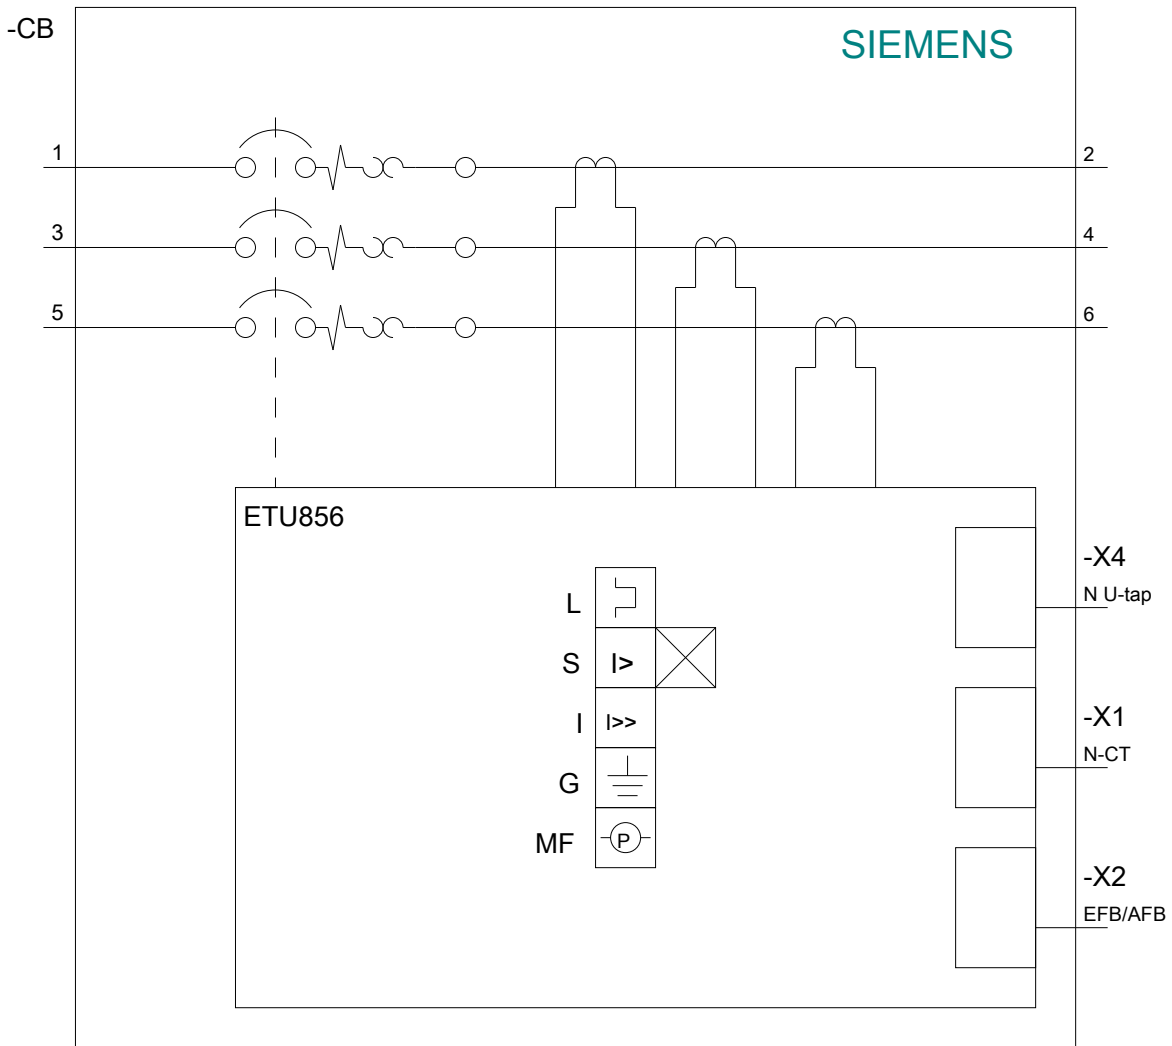 -CB
SIEMENS
1
2
3
4
5
6
ETU856
-X4
N U-tap
L
S
I>
I
I>>
-X1
N-CT
G
MF
P
-X2
EFB/AFB